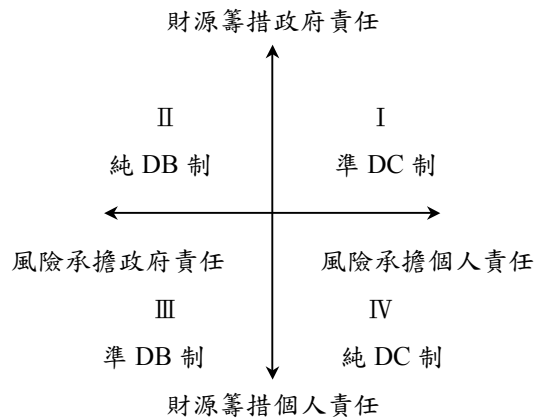 財源籌措政府責任
Ⅱ Ⅰ
純 DB 制 準 DC 制
風險承擔政府責任 風險承擔個人責任
Ⅲ Ⅳ
準 DB 制 純 DC 制
財源籌措個人責任